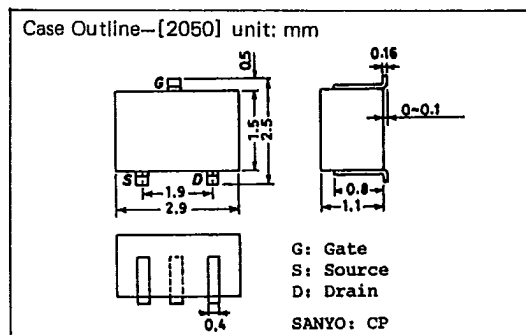 Case Outline–[2050] unit: mm
0.16
G
0.5
0~0.1
1.5
2.5
S
D
1.9
0.8
2.9
1.1
G: Gate
S: Source
D: Drain
0.4
SANYO: CP